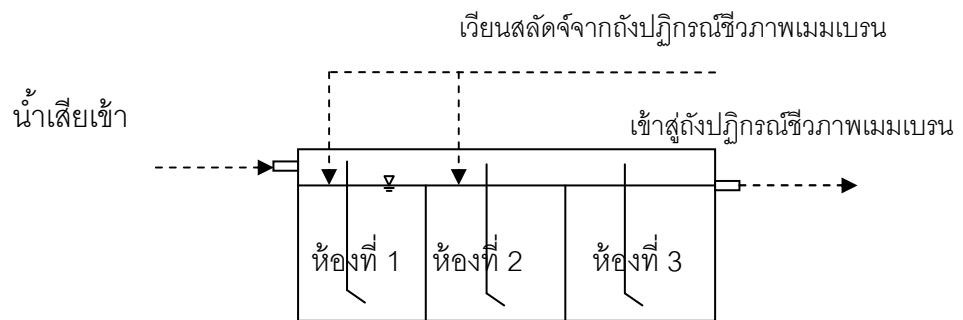 เวียนสลัดจ์จากถังปฏิกรณ์ชีวภาพเมมเบรน
น้ำเสียเข้า
เข้าสู่ถังปฏิกรณ์ชีวภาพเมมเบรน
ห้องที่ 1
ห้องที่ 2
ห้องที่ 3